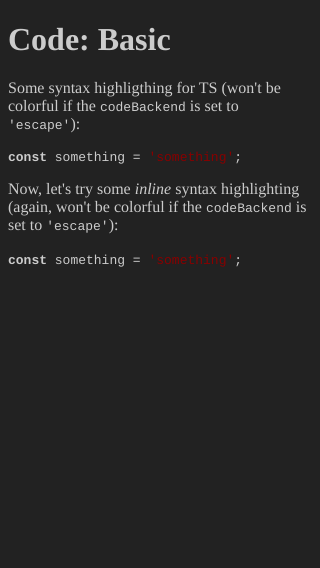 Code: Basic
Some syntax highligthing for TS (won't be
colorful if the codeBackend is set to
'escape'):
const something = 'something';
Now, let's try some inline syntax highlighting
(again, won't be colorful if the codeBackend is
set to 'escape'):
const something = 'something';